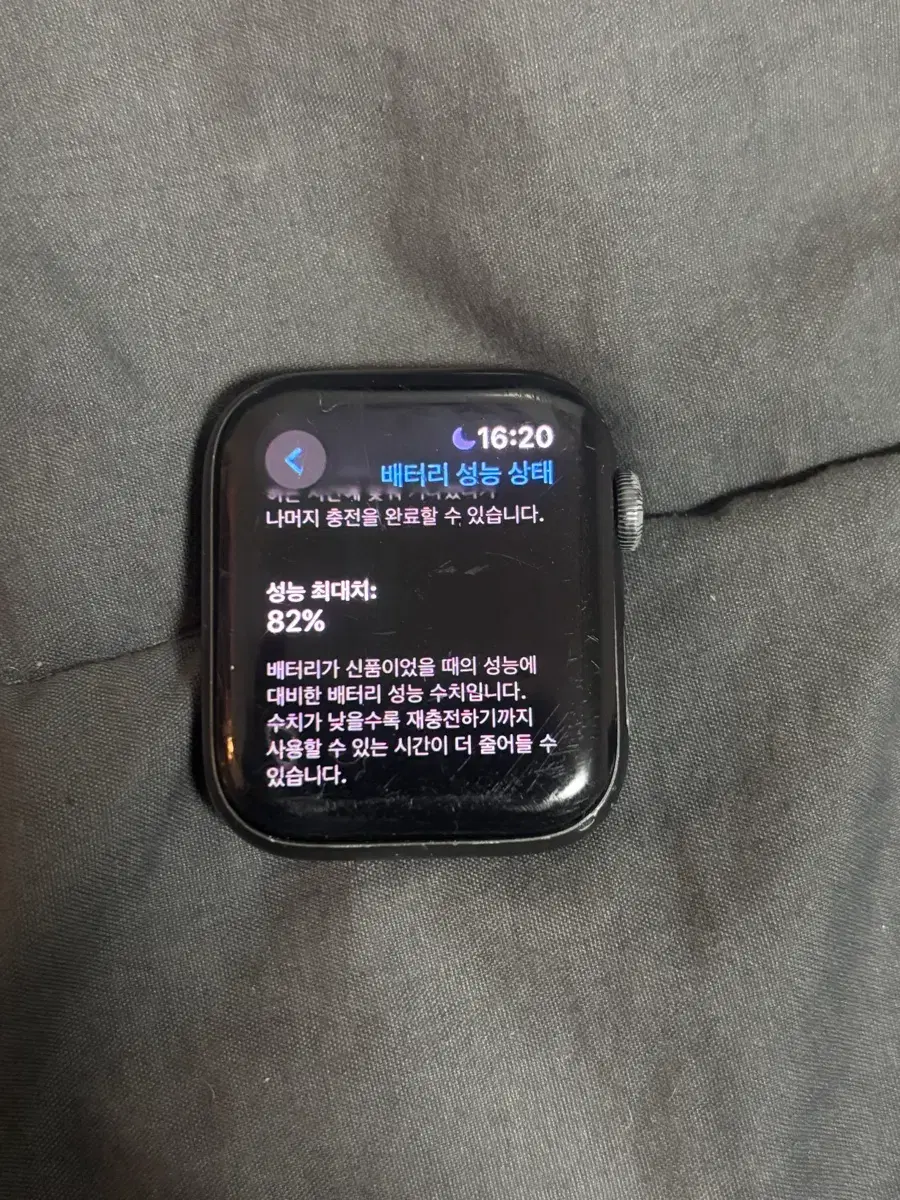 16:20
배터리 성능 상태
나머지 충전을 완료할 수 있습니다.
성능 최대치:
82%
배터리가 신품이었을 때의 성능에
대비한 배터리 성능 수치입니다.
수치가 낮을수록 재충전하기까지
사용할 수 있는 시간이 더 줄어들 수
있습니다.